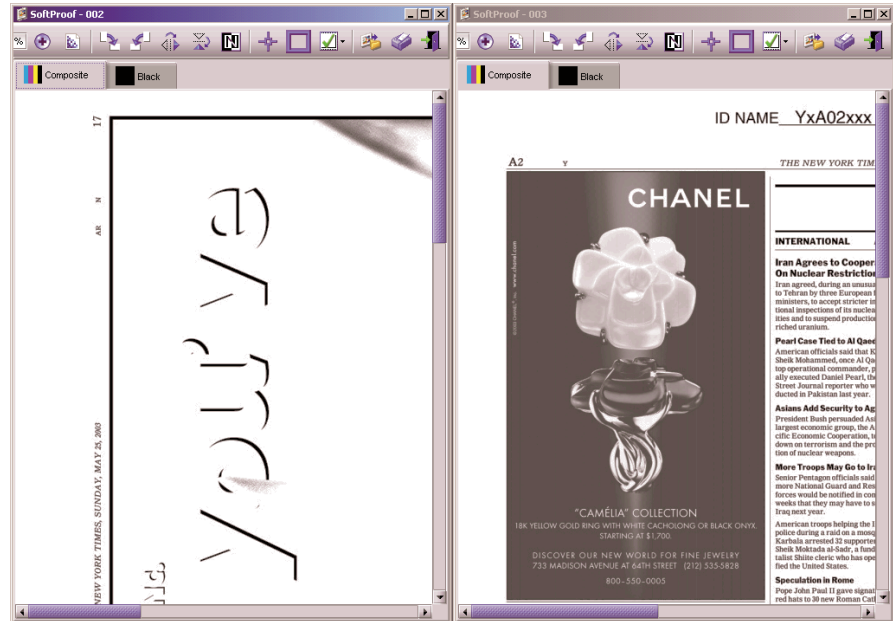 SoftProof - 002
%
N
Composite
Black
17
AR N
NEW YORK TIMES, SUNDAY, MAY 25, 2003
your ye
SoftProof - 003
%
N
Composite
Black
ID NAME YxA02xxx
A2 Y THE NEW YORK TIM
CHANEL
www.chanel.com
"CAMÉLIA" COLLECTION
18K YELLOW GOLD RING WITH WHITE CACHOLONG OR BLACK ONYX.
STARTING AT $1,700.
DISCOVER OUR NEW WORLD FOR FINE JEWELRY
733 MADISON AVENUE AT 64TH STREET (212) 535-5828
800-550-0005
INTERNATIONAL
Iran Agrees to Cooper
On Nuclear Restriction
Iran agreed, during an unusua
to Tehran by three European f
ministers, to accept stricter in
tional inspections of its nuclea
ities and to suspend production
riched uranium.
Pearl Case Tied to Al Qaed
American officials said that K
Sheik Mohammed, once Al Qa
top operational commander, p
ally executed Daniel Pearl, the
Street Journal reporter who w
ducted in Pakistan last year.
Asians Add Security to Ag
President Bush persuaded Asi
largest economic group, the A
cific Economic Cooperation, t
down on terrorism and the pro
tion of nuclear weapons.
More Troops May Go to Ira
Senior Pentagon officials said
more National Guard and Res
forces would be notified in con
weeks that they may have to s
Iraq next year.
American troops helping the I
police during a raid on a mosq
Karbala arrested 32 supporte
Sheik Moktada al-Sadr, a fund
talist Shiite cleric who has ope
fied the United States.
Speculation in Rome
Pope John Paul II gave signat
red hats to 30 new Roman Cat